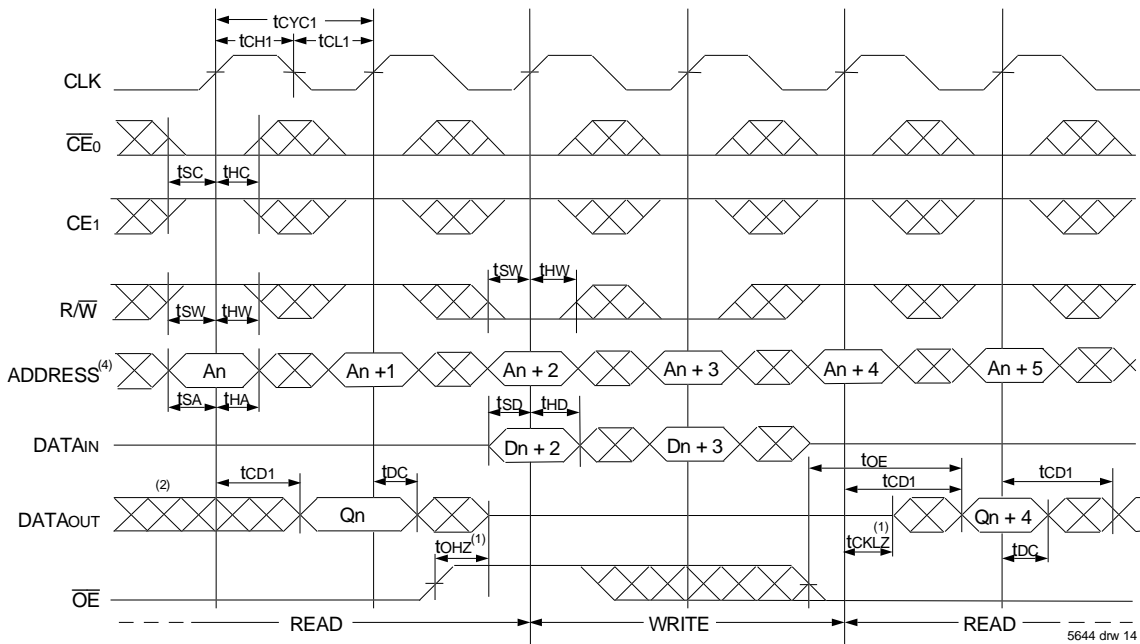 tCYC1
tCH1 tCL1
CLK
CE0
tSC tHC
CE1
tSW tHW
R/W
tSW tHW
ADDRESS(4) An An +1 An + 2 An + 3 An + 4 An + 5
tSA tHA tSD tHD
DATAIN Dn + 2 Dn + 3
tOE
tCD1 tDC tCD1 tCD1
(2)
DATAOUT Qn Qn + 4
tOHZ(1) tCKLZ(1) tDC
OE
READ WRITE READ
5644 drw 14